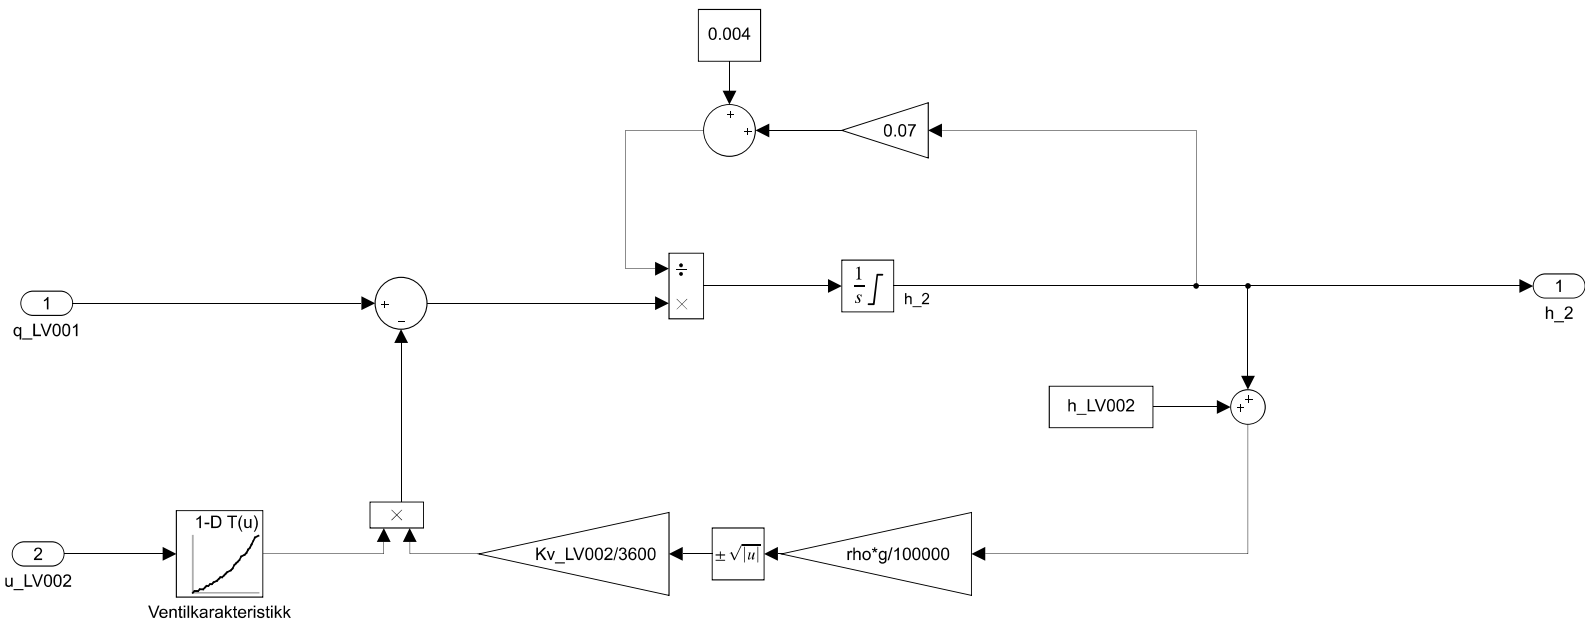 0.004
+
+
0.07
÷
×
1
s
h_2
1
q_LV001
+
−
1
h_2
h_LV002
+
+
1-D T(u)
×
2
u_LV002
Kv_LV002/3600
± √|u|
rho*g/100000
Ventilkarakteristikk